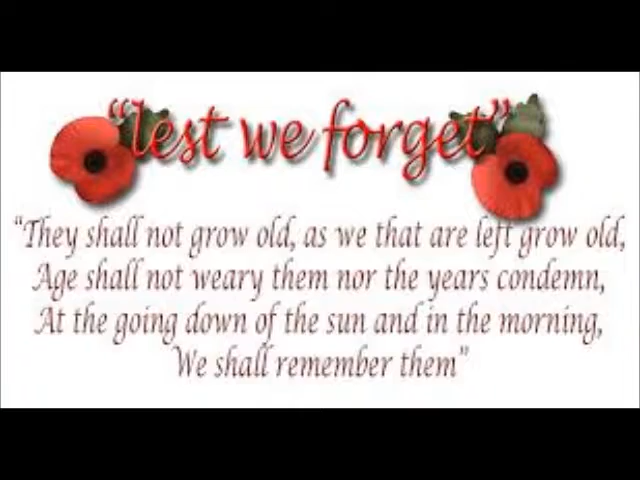 "lest we forget"
"They shall not grow old, as we that are left grow old,
Age shall not weary them nor the years condemn,
At the going down of the sun and in the morning,
We shall remember them"